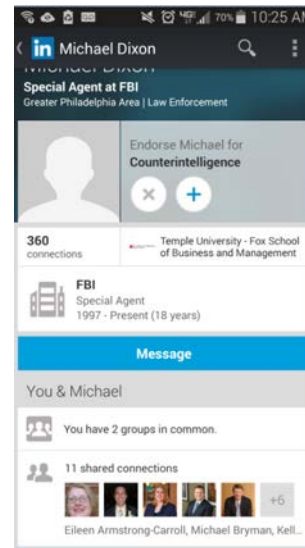 70% 10:25 AM
in Michael Dixon
Michael Dixon
Special Agent at FBI
Greater Philadelphia Area | Law Enforcement
Endorse Michael for
Counterintelligence
360
connections
Temple University - Fox School
of Business and Management
FBI
Special Agent
1997 - Present (18 years)
Message
You & Michael
You have 2 groups in common.
11 shared connections
+6
Eileen Armstrong-Carroll, Michael Bryman, Kell...